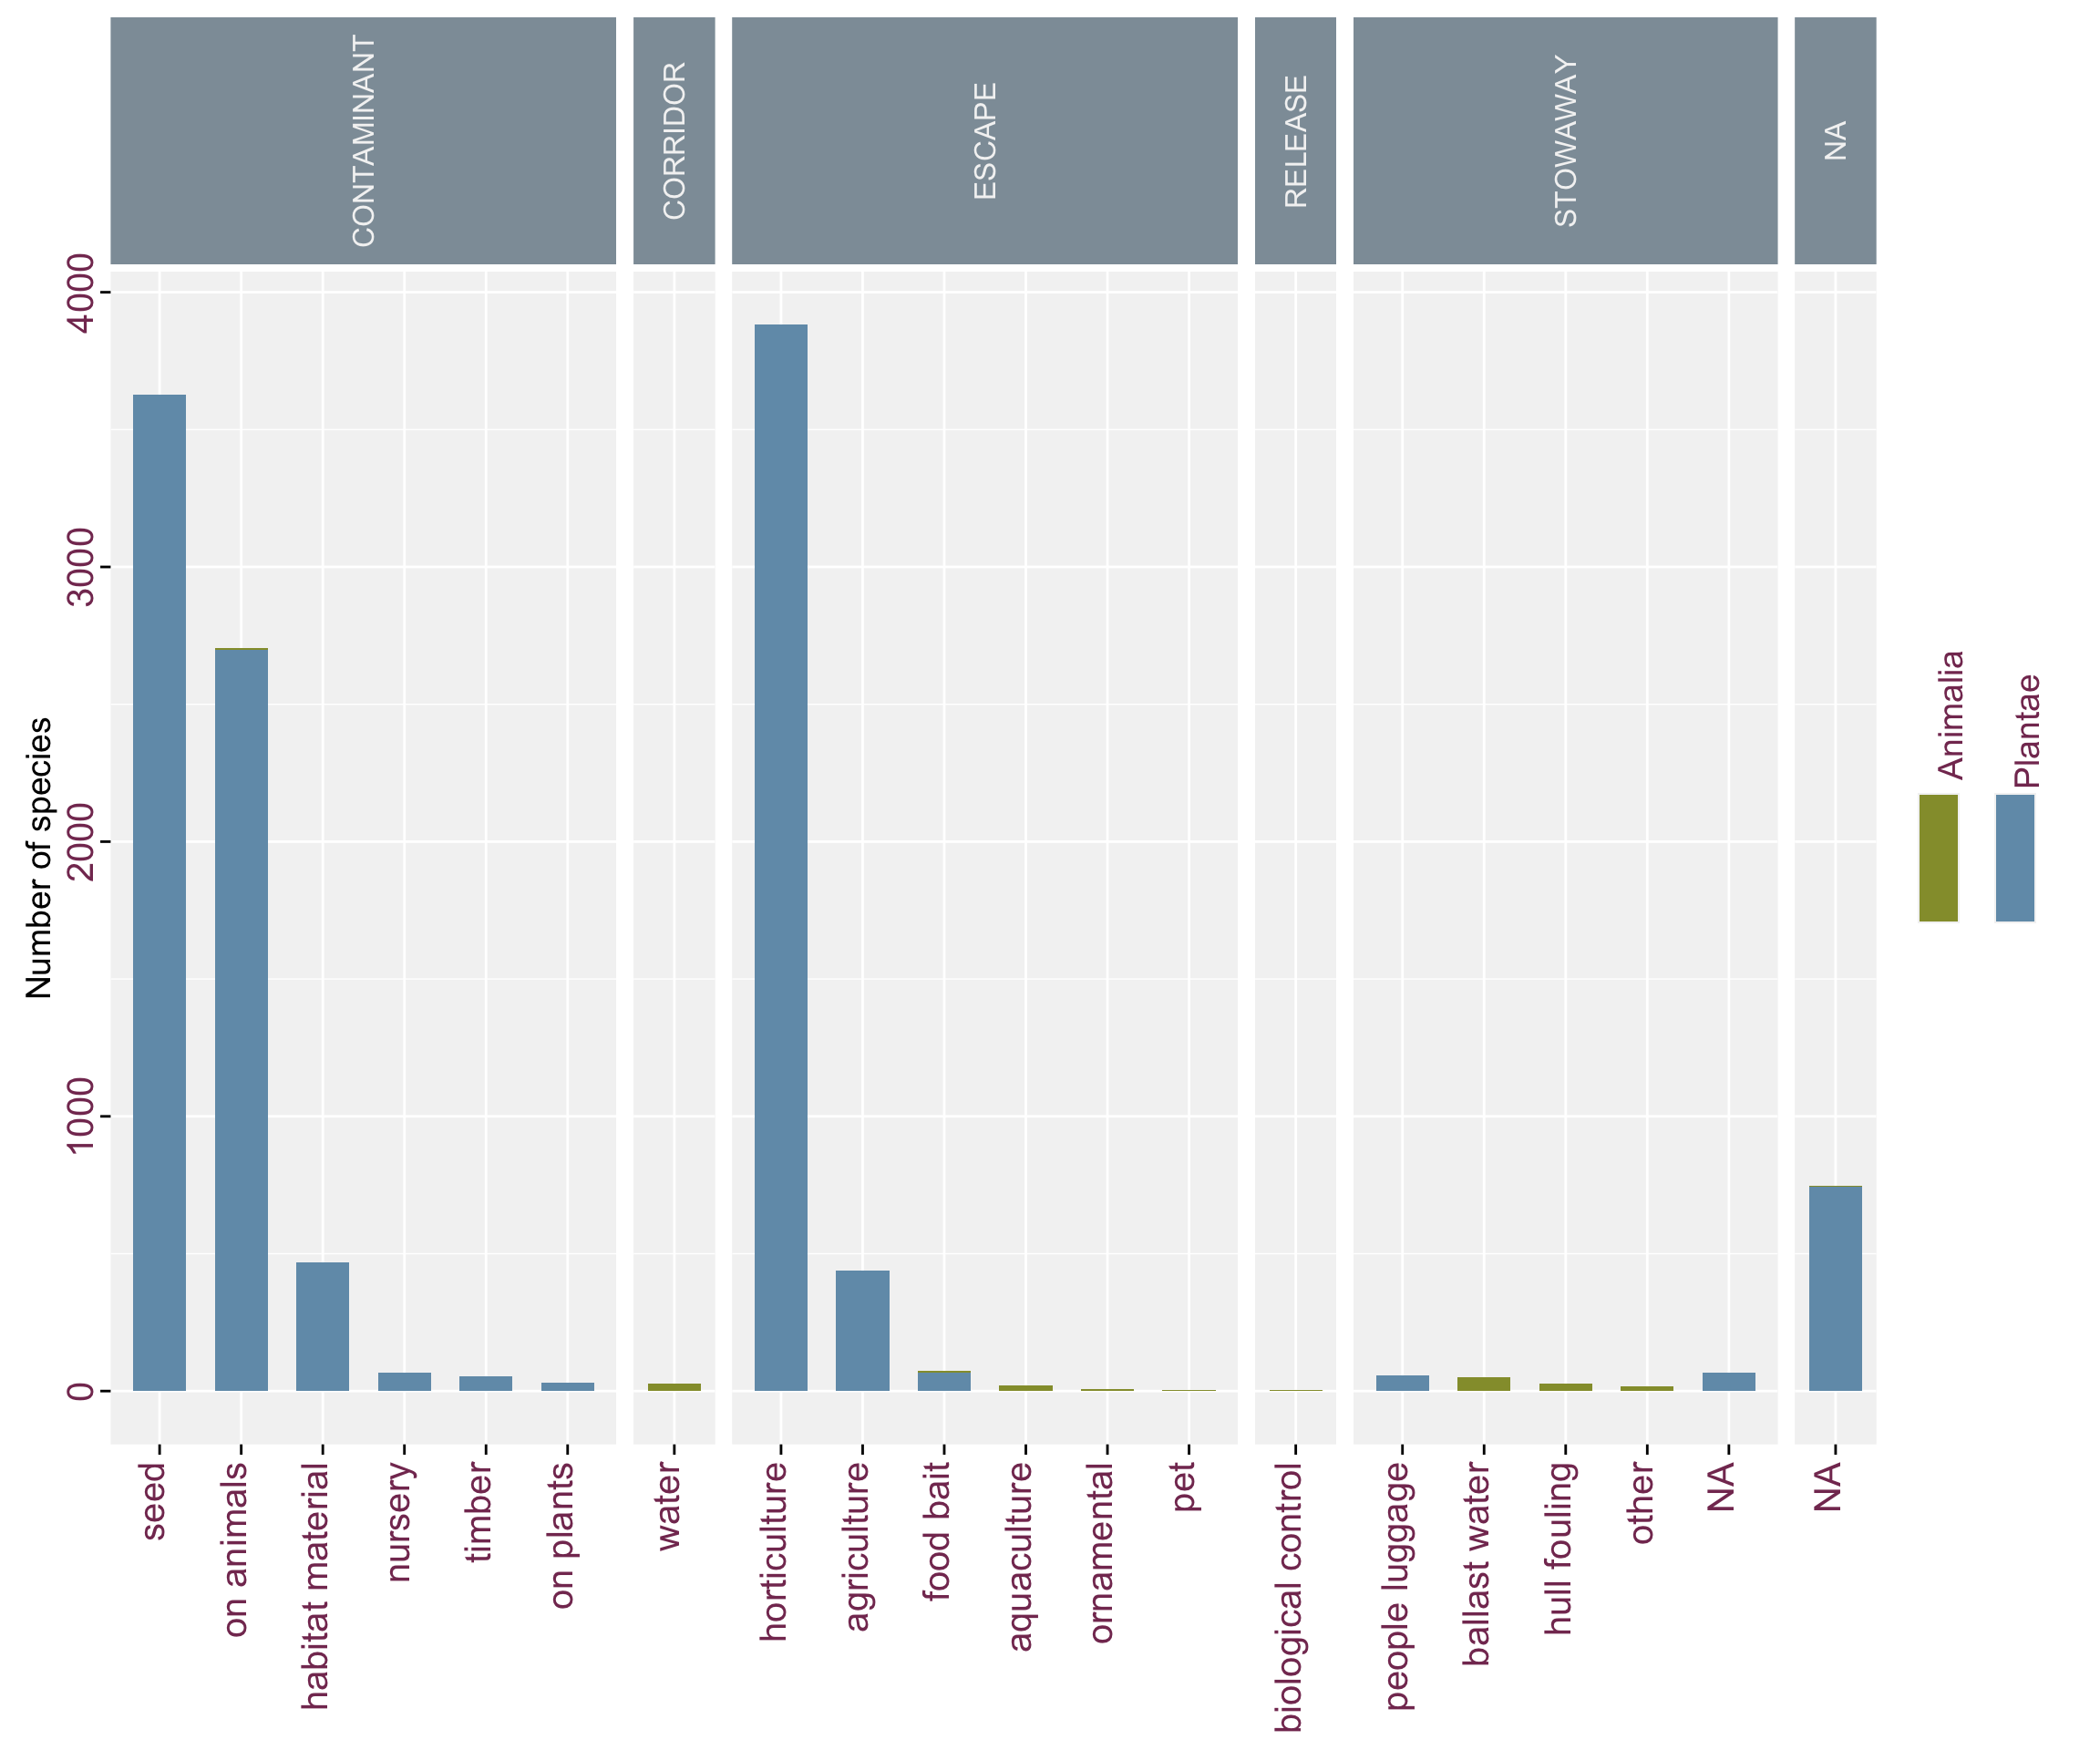 CONTAMINANT
CORRIDOR
ESCAPE
RELEASE
STOWAWAY
NA
Number of species
4000
3000
2000
1000
0
seed
on animals
habitat material
nursery
timber
on plants
water
horticulture
agriculture
food bait
aquaculture
ornamental
pet
biological control
people luggage
ballast water
hull fouling
other
NA
NA
Animalia
Plantae